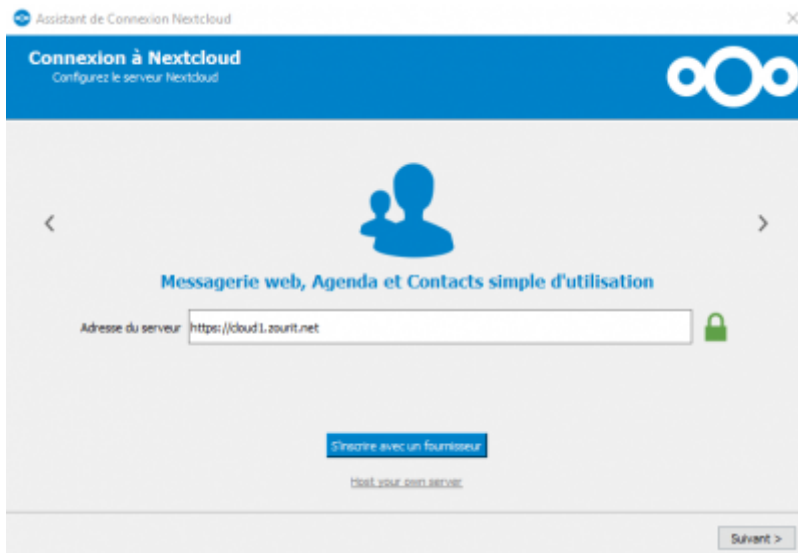 Assistant de Connexion Nextcloud
Connexion à Nextcloud
Configurez le serveur Nextcloud
Messagerie web, Agenda et Contacts simple d'utilisation
Adresse du serveur https://cloud1.zourit.net
S'inscrire avec un fournisseur
Host your own server
Suivant >